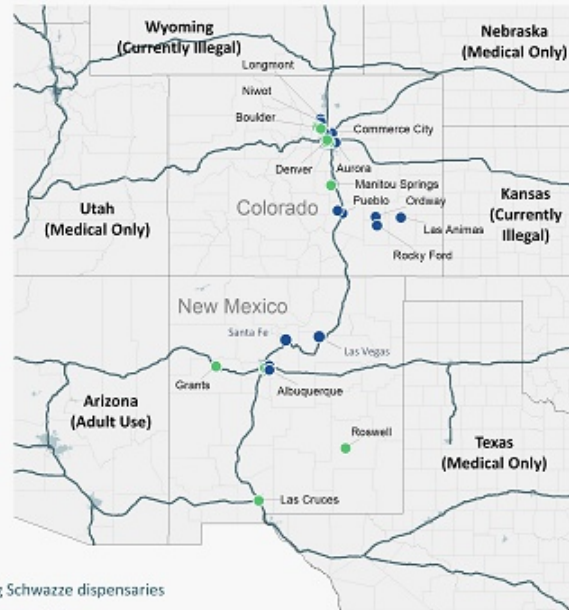 Wyoming
(Currently Illegal)
Nebraska
(Medical Only)
Longmont
Niwot
Boulder
Commerce City
Denver
Aurora
Manitou Springs
Pueblo
Ordway
Colorado
Utah
(Medical Only)
Kansas
(Currently
Illegal)
Las Animas
Rocky Ford
New Mexico
Santa Fe
Las Vegas
Grants
Albuquerque
Arizona
(Adult Use)
Roswell
Texas
(Medical Only)
Las Cruces
Schwazze dispensaries